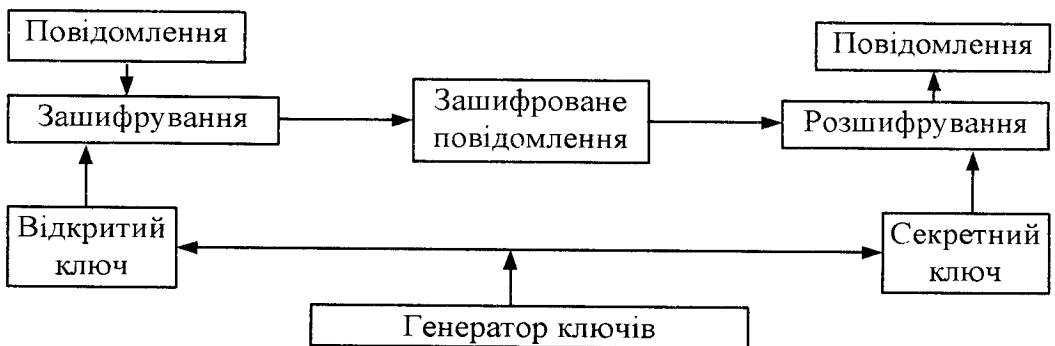 Повідомлення
Повідомлення
Зашифрування
Зашифроване
повідомлення
Розшифрування
Відкритий
ключ
Секретний
ключ
Генератор ключів